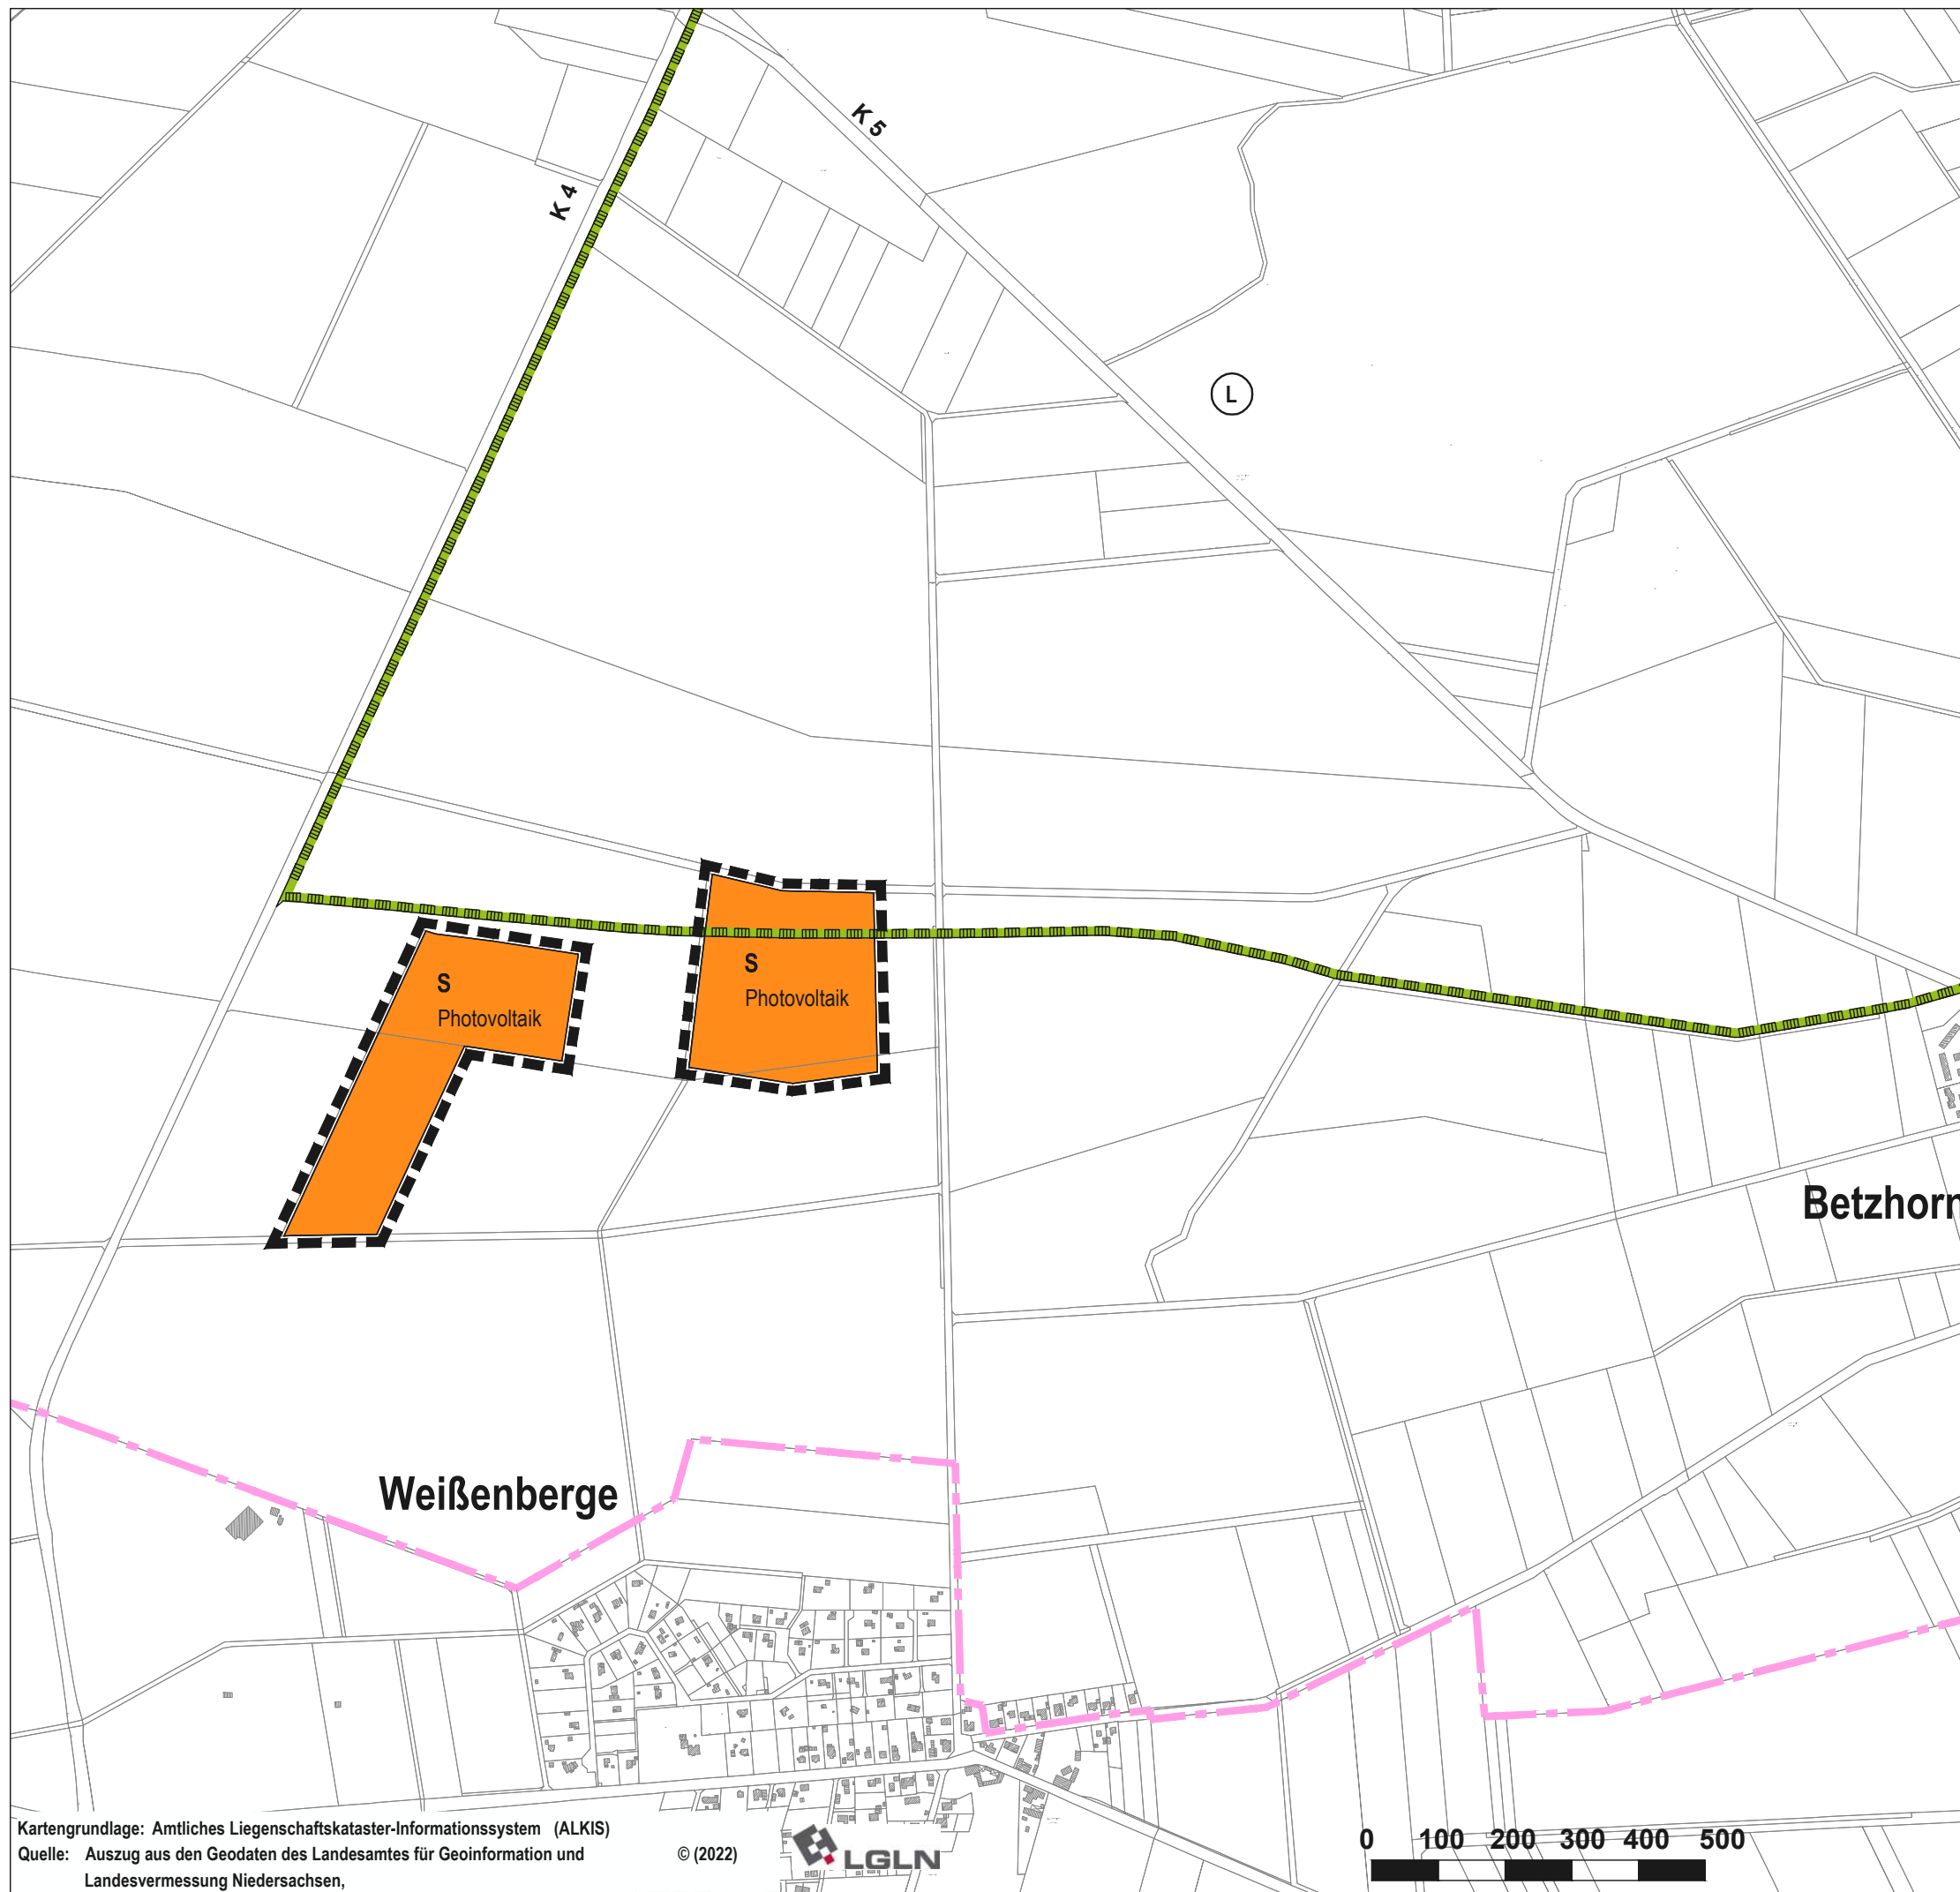 K 5
K 4
L
S
Photovoltaik
S
Photovoltaik
Betzhorn
Weißenberge
Kartengrundlage: Amtliches Liegenschaftskataster-Informationssystem (ALKIS)
Quelle: Auszug aus den Geodaten des Landesamtes für Geoinformation und
Landesvermessung Niedersachsen,
© (2022)
LGLN
0 100 200 300 400 500